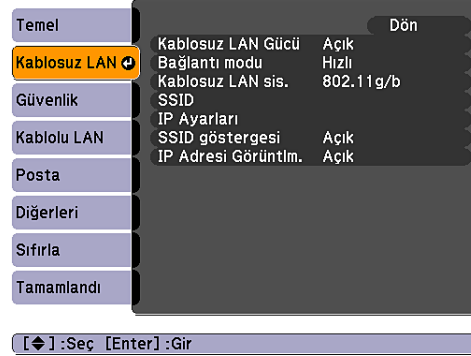 Temel
Kablosuz LAN
Güvenlik
Kablolu LAN
Posta
Diğerleri
Sıfırla
Tamamlandı
Dön
Kablosuz LAN Gücü Açık
Bağlantı modu Hızlı
Kablosuz LAN sis. 802.11g/b
SSID
IP Ayarları
SSID göstergesi Açık
IP Adresi Görüntlm. Açık
[◆]:Seç [Enter]:Gir